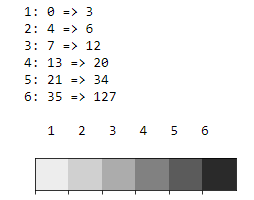 1: 0 => 3
2: 4 => 6
3: 7 => 12
4: 13 => 20
5: 21 => 34
6: 35 => 127
1 2 3 4 5 6